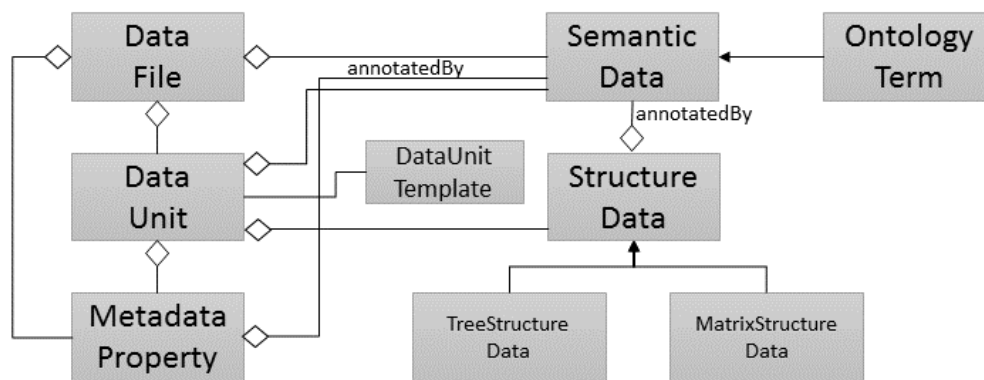 Data
File
annotatedBy
Semantic
Data
Ontology
Term
annotatedBy
Data
Unit
DataUnit
Template
Structure
Data
Metadada
Property
TreeStructure
Data
MatrixStructure
Data